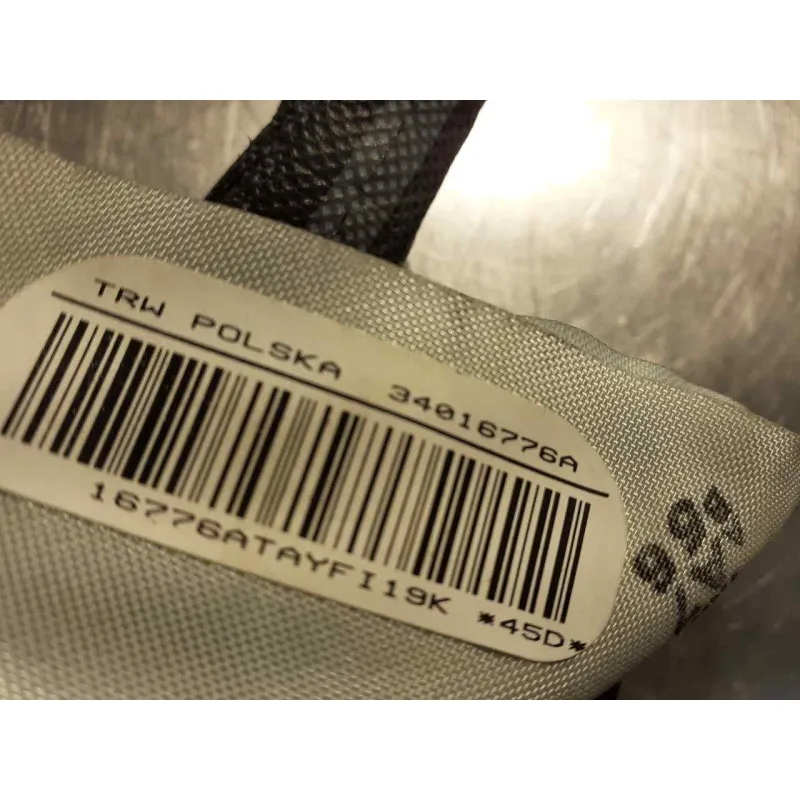 TRW POLSKA 34016776A
16776ATAYFI19K *45D*